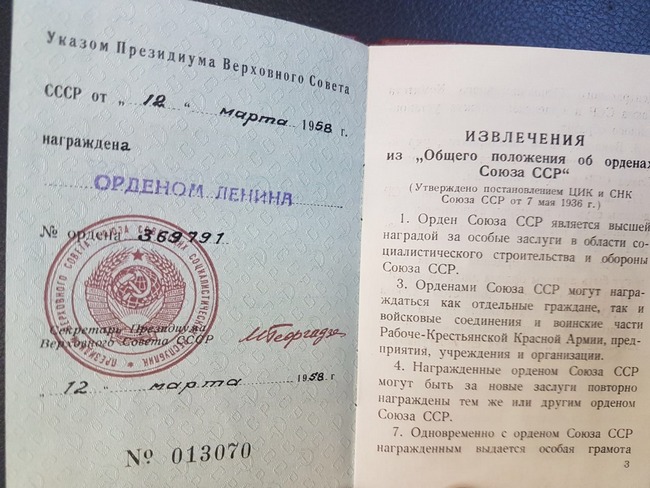 Указом Президиума Верховного Совета
СССР от „ 12 “ марта 1958 г.
награждена
ОРДЕНОМ ЛЕНИНА
№ ордена 369791
Секретарь Президиума
Верховного Совета СССР
МГеоргадзе
„ 12 “ марта 1958 г.
№ 013070
ИЗВЛЕЧЕНИЯ
из „Общего положения об орденах
Союза ССР“
(Утверждено постановлением ЦИК и СНК
Союза ССР от 7 мая 1936 г.)
1. Орден Союза ССР является высшей
наградой за особые заслуги в области со-
циалистического строительства и обороны
Союза ССР.
3. Орденами Союза ССР могут награ-
ждаться как отдельные граждане, так и
войсковые соединения и воинские части
Рабоче-Крестьянской Красной Армии, пред-
приятия, учреждения и организации.
4. Награжденные орденом Союза ССР
могут быть за новые заслуги повторно
награждены тем же или другим орденом
Союза ССР.
7. Одновременно с орденом Союза ССР
награжденным выдается особая грамота
3